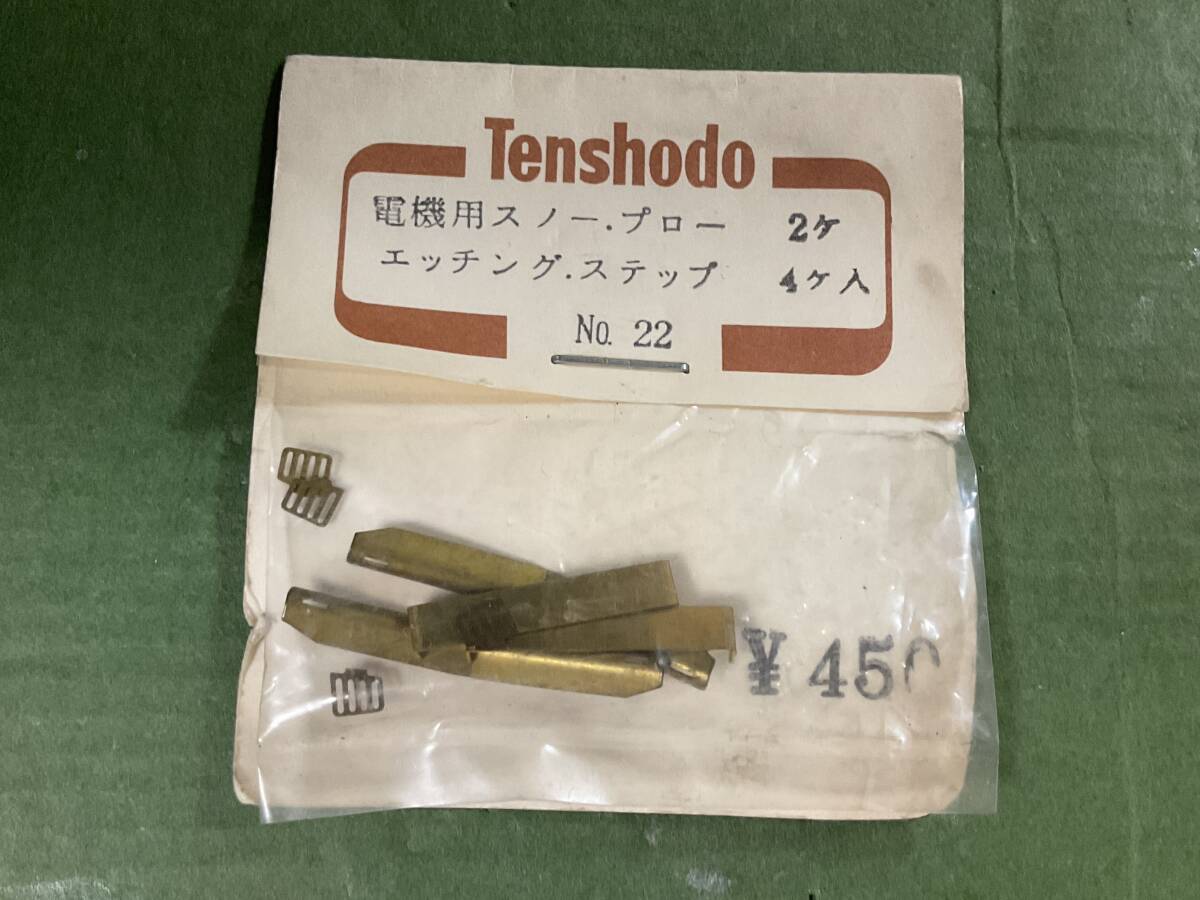 Tenshodo
電機用スノー.プロー 2ケ
エッチング.ステップ 4ケ入
No. 22
¥450